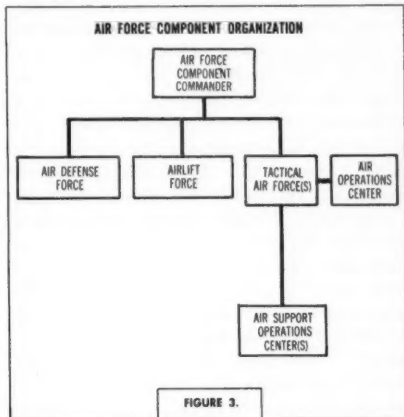 AIR FORCE COMPONENT ORGANIZATION
AIR FORCE
COMPONENT
COMMANDER
AIR DEFENSE
FORCE
AIRLIFT
FORCE
TACTICAL
AIR FORCE(S)
AIR
OPERATIONS
CENTER
AIR SUPPORT
OPERATIONS
CENTER(S)
FIGURE 3.